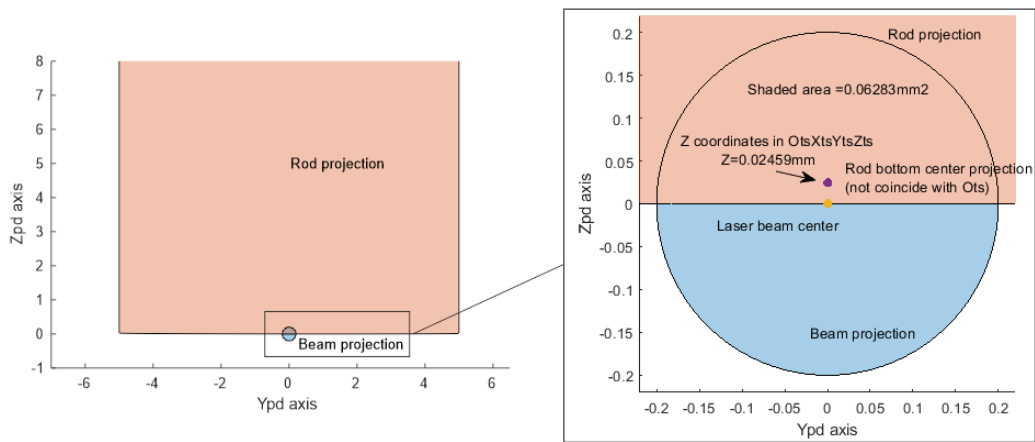 8
7
6
5
4
3
2
1
0
-1
Zpd axis
Rod projection
Beam projection
-6
-4
-2
0
2
4
6
Ypd axis
0.2
0.15
0.1
0.05
0
-0.05
-0.1
-0.15
-0.2
Zpd axis
Rod projection
Shaded area =0.06283mm2
Z coordinates in OtsXtsYtsZts
Z=0.02459mm
Rod bottom center projection
(not coincide with Ots)
Laser beam center
Beam projection
-0.2
-0.15
-0.1
-0.05
0
0.05
0.1
0.15
0.2
Ypd axis